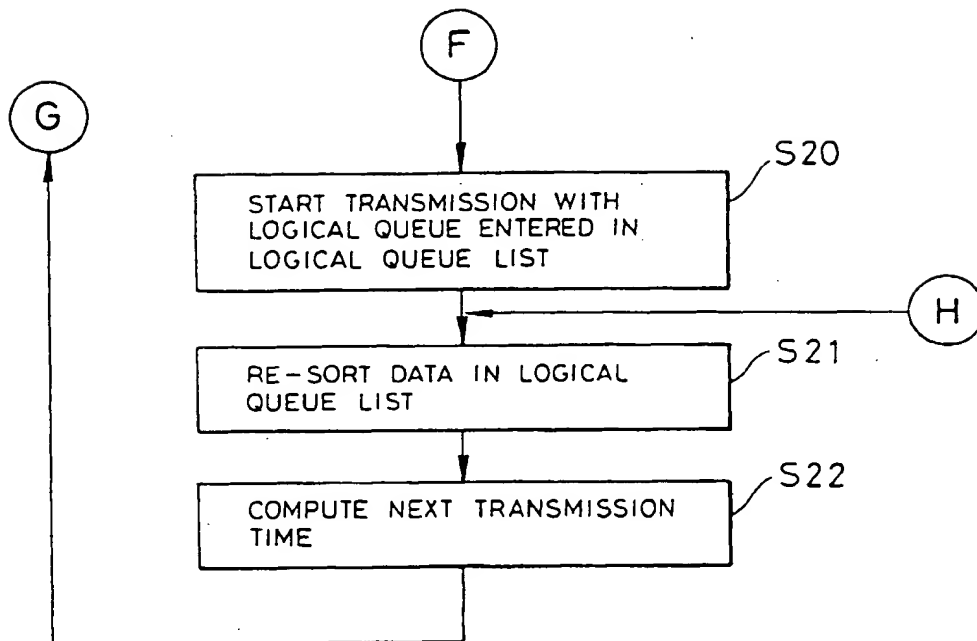 F
G
S20
START TRANSMISSION WITH
LOGICAL QUEUE ENTERED IN
LOGICAL QUEUE LIST
H
S21
RE-SORT DATA IN LOGICAL
QUEUE LIST
S22
COMPUTE NEXT TRANSMISSION
TIME